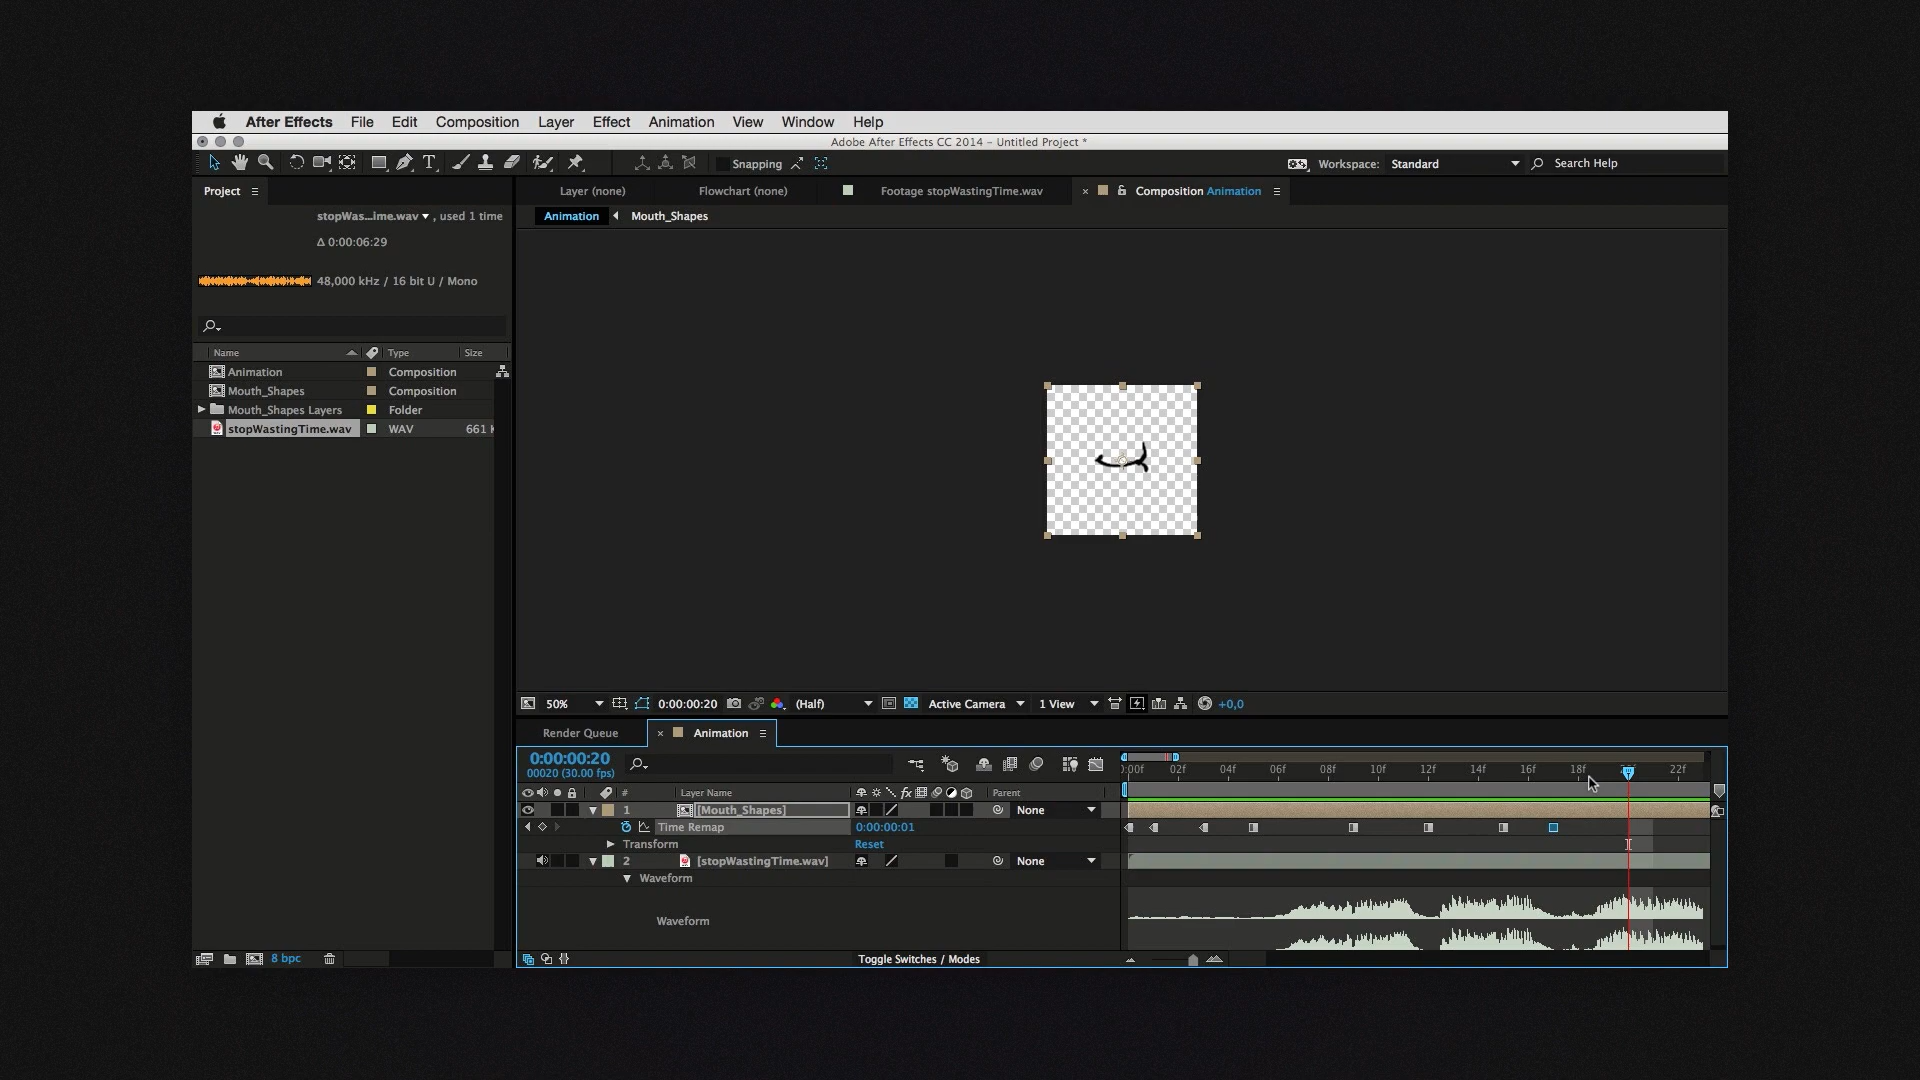 After Effects File Edit Composition Layer Effect Animation View Window Help
Adobe After Effects CC 2014 – Untitled Project *
Snapping
Workspace: Standard
Search Help
Project
Layer (none)
Flowchart (none)
Footage stopWastingTime.wav
Composition Animation
stopWas...ime.wav , used 1 time
Animation
Mouth_Shapes
Δ 0:00:06:29
48,000 kHz / 16 bit U / Mono
Name Type Size
Animation Composition
Mouth_Shapes Composition
Mouth_Shapes Layers Folder
stopWastingTime.wav WAV 661 K
50% 0:00:00:20 (Half) Active Camera 1 View +0,0
Render Queue
Animation
0:00:00:20
00020 (30.00 fps)
0:00f 02f 04f 06f 08f 10f 12f 14f 16f 18f 22f
# Layer Name Parent
1 [Mouth_Shapes] None
Time Remap 0:00:00:01
Transform Reset
2 [stopWastingTime.wav] None
Waveform
Waveform
8 bpc
Toggle Switches / Modes